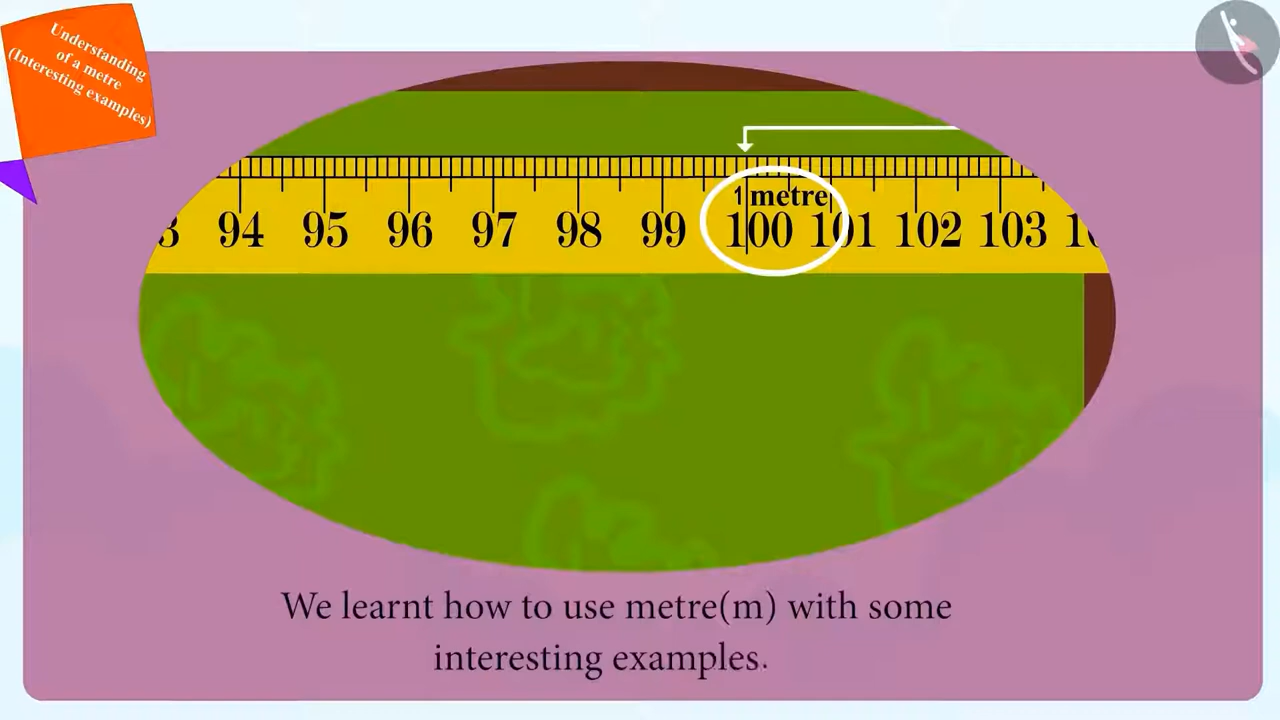 Understanding
of a metre
(Interesting examples)
1 metre
94 95 96 97 98 99 100 101 102 103
We learnt how to use metre(m) with some
interesting examples.